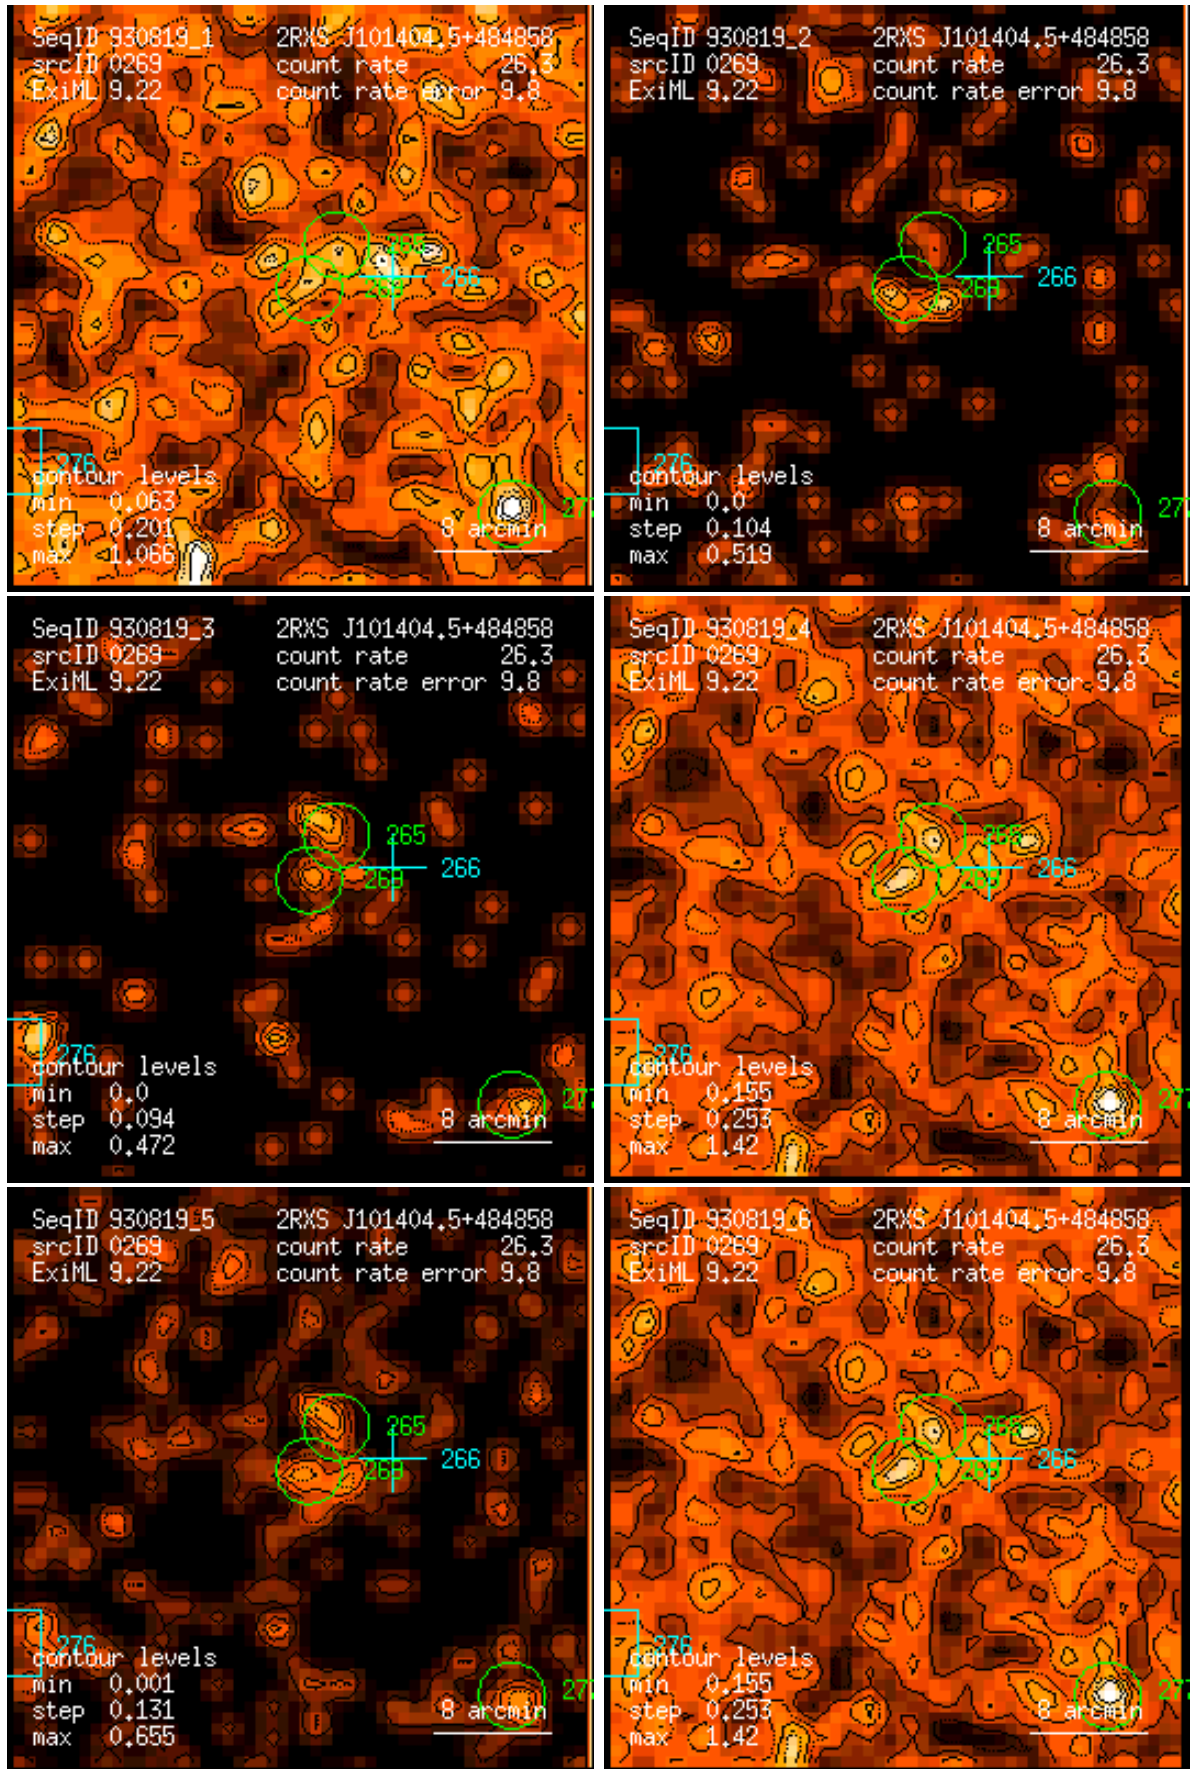 SeqID 930819_1 2RXS J101404.5+484858
srcID 0269 count rate 26.3
ExiML 9.22 count rate error 9.8
265
269 266
276
contour levels
min 0.063
step 0.201 8 arcmin 277
max 1.066
SeqID 930819_2 2RXS J101404.5+484858
srcID 0269 count rate 26.3
ExiML 9.22 count rate error 9.8
265
269 266
276
contour levels
min 0.0
step 0.104 8 arcmin 277
max 0.519
SeqID 930819_3 2RXS J101404.5+484858
srcID 0269 count rate 26.3
ExiML 9.22 count rate error 9.8
265
269 266
276
contour levels
min 0.0
step 0.094 8 arcmin 277
max 0.472
SeqID 930819_4 2RXS J101404.5+484858
srcID 0269 count rate 26.3
ExiML 9.22 count rate error 9.8
265
269 266
276
contour levels
min 0.155
step 0.253 8 arcmin 277
max 1.42
SeqID 930819_5 2RXS J101404.5+484858
srcID 0269 count rate 26.3
ExiML 9.22 count rate error 9.8
265
269 266
276
contour levels
min 0.001
step 0.131 8 arcmin 277
max 0.655
SeqID 930819_6 2RXS J101404.5+484858
srcID 0269 count rate 26.3
ExiML 9.22 count rate error 9.8
265
269 266
276
contour levels
min 0.155
step 0.253 8 arcmin 277
max 1.42